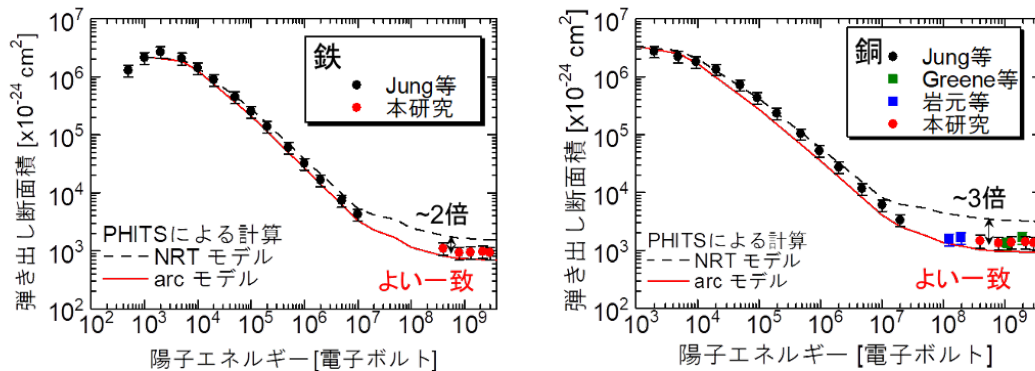 弾き出し断面積 [x10⁻²⁴ cm²]
10⁷
10⁶
10⁵
10⁴
10³
10²
鉄
Jung等
本研究
~2倍
PHITSによる計算
NRT モデル
arc モデル
よい一致
10² 10³ 10⁴ 10⁵ 10⁶ 10⁷ 10⁸ 10⁹
陽子エネルギー [電子ボルト]
弾き出し断面積 [x10⁻²⁴ cm²]
10⁷
10⁶
10⁵
10⁴
10³
10²
銅
Jung等
Greene等
岩元等
本研究
~3倍
PHITSによる計算
NRT モデル
arc モデル
よい一致
10³ 10⁴ 10⁵ 10⁶ 10⁷ 10⁸ 10⁹
陽子エネルギー [電子ボルト]